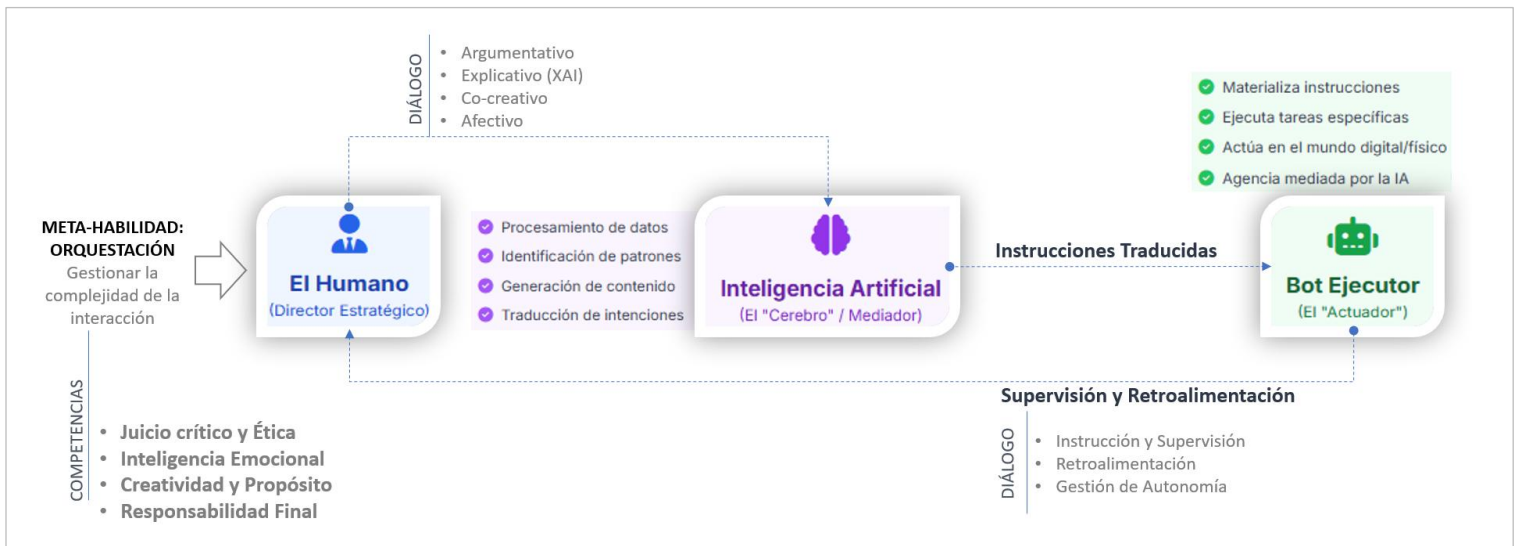 DIÁLOGO
• Argumentativo
• Explicativo (XAI)
• Co-creativo
• Afectivo
Materializa instrucciones
Ejecuta tareas específicas
Actúa en el mundo digital/físico
Agencia mediada por la IA
META-HABILIDAD:
ORQUESTACIÓN
Gestionar la
complejidad de la
interacción
El Humano
(Director Estratégico)
Procesamiento de datos
Identificación de patrones
Generación de contenido
Traducción de intenciones
Inteligencia Artificial
(El "Cerebro" / Mediador)
Instrucciones Traducidas
Bot Ejecutor
(El "Actuador")
COMPETENCIAS
• Juicio crítico y Ética
• Inteligencia Emocional
• Creatividad y Propósito
• Responsabilidad Final
Supervisión y Retroalimentación
DIÁLOGO
• Instrucción y Supervisión
• Retroalimentación
• Gestión de Autonomía